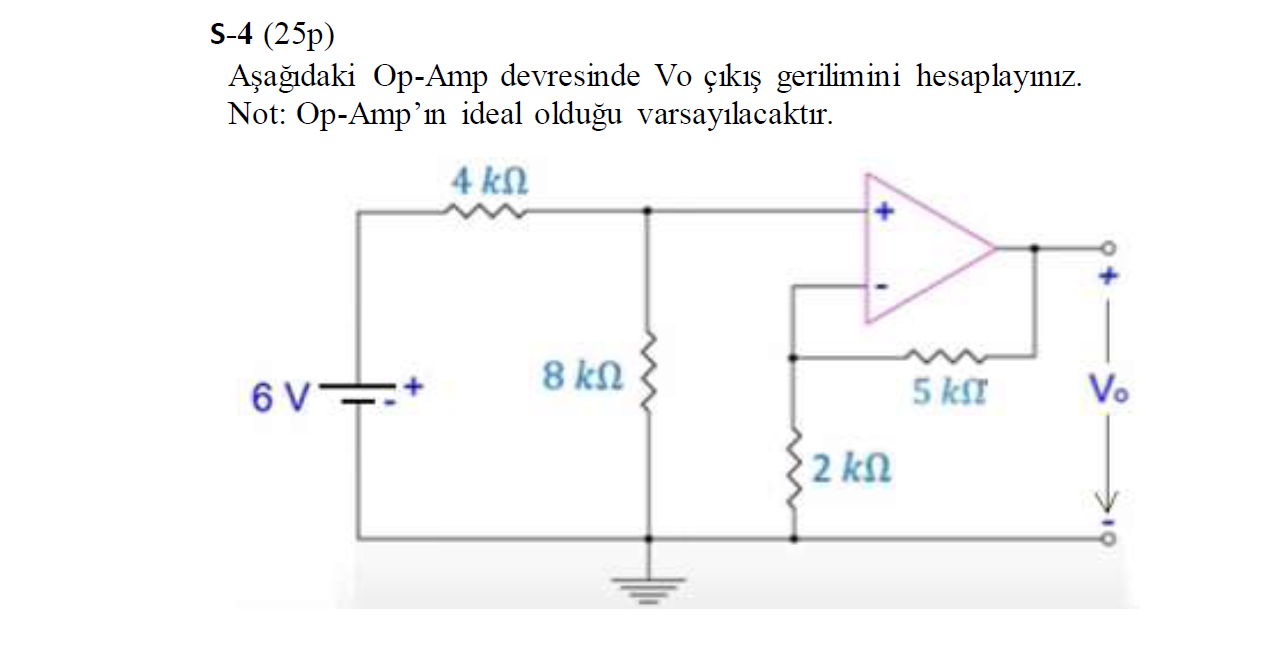 S-4 (25p)
Aşağıdaki Op-Amp devresinde Vo çıkış gerilimini hesaplayınız.
Not: Op-Amp’ın ideal olduğu varsayılacaktır.
4 kΩ
+
-
+
8 kΩ
6 V
+
-
5 kΩ
Vo
2 kΩ
-